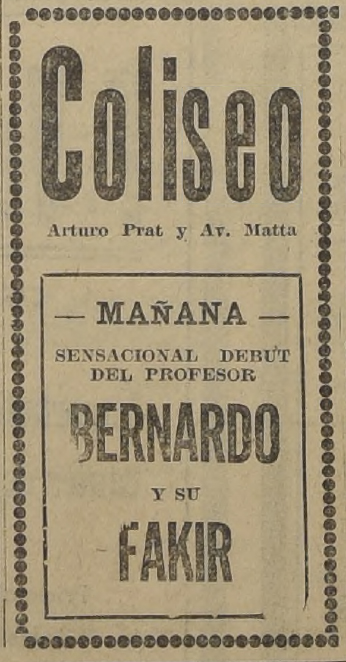 Coliseo
Arturo Prat y Av. Matta
— MAÑANA —
SENSACIONAL DEBUT
DEL PROFESOR
BERNARDO
Y SU
FAKIR